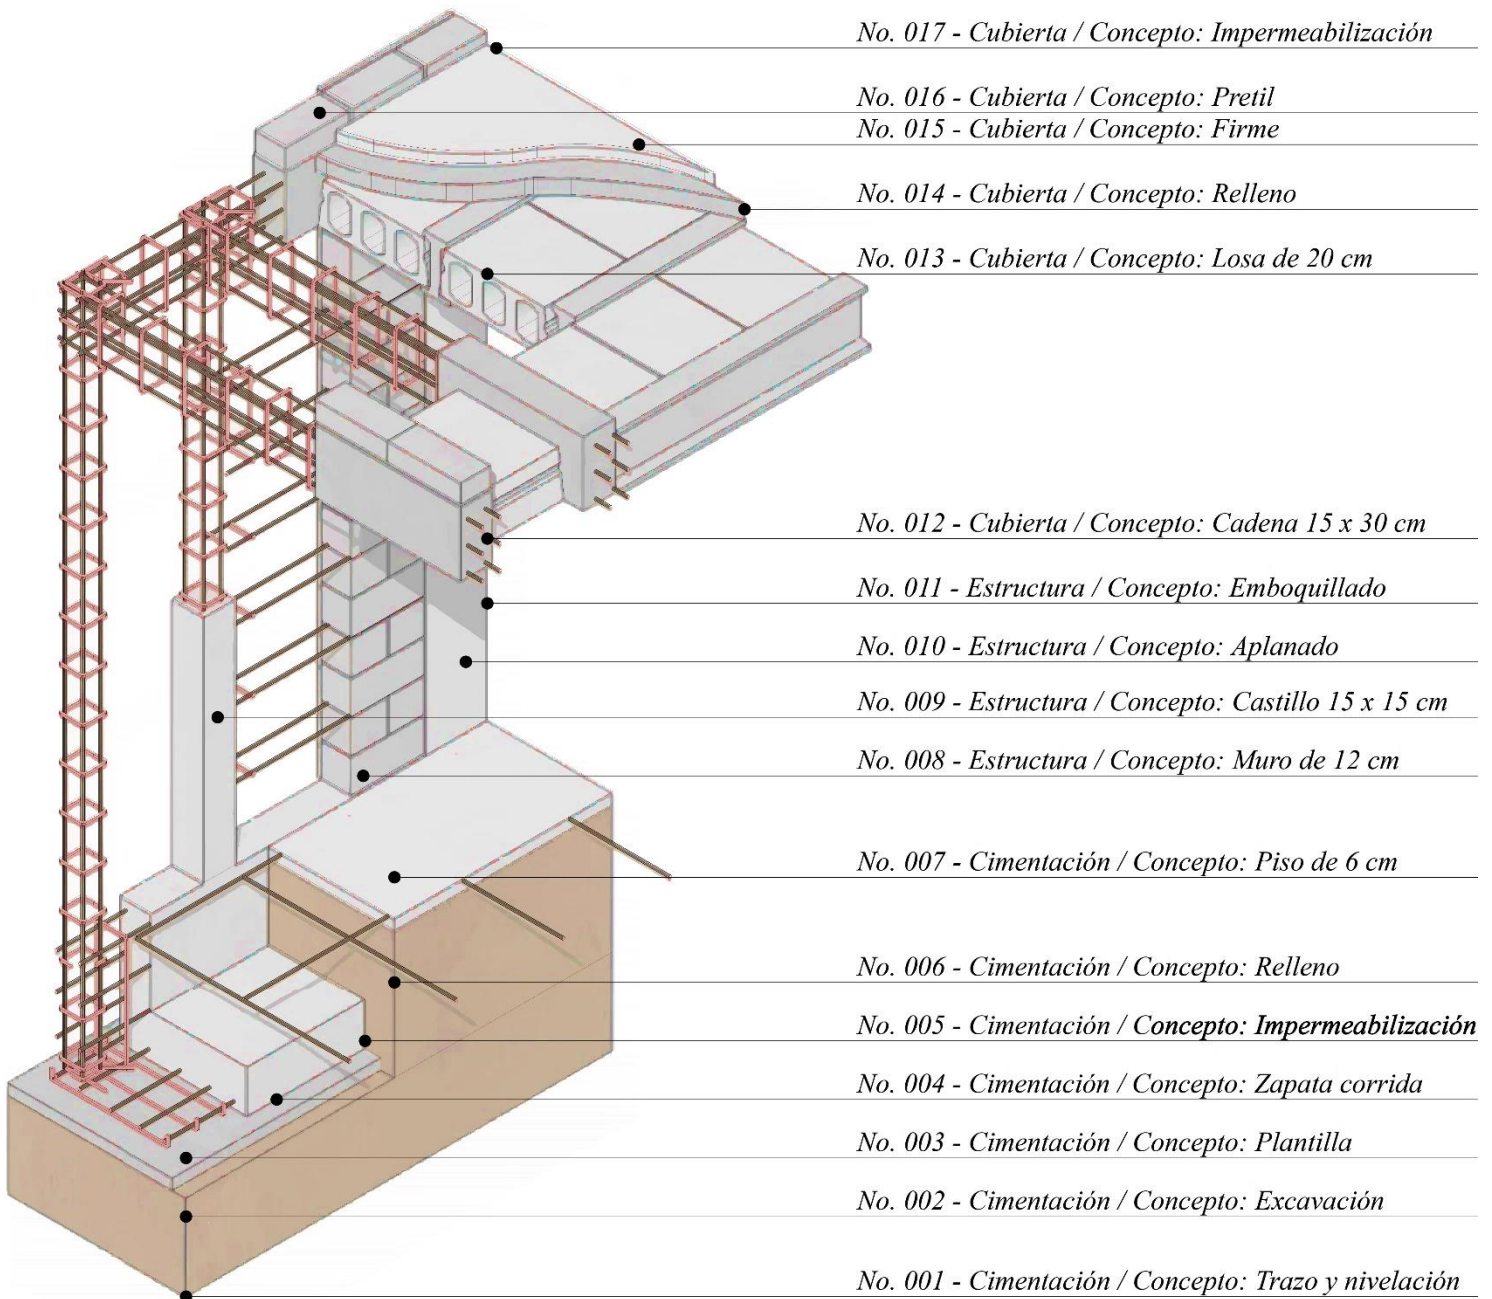 No. 017 - Cubierta / Concepto: Impermeabilización
No. 016 - Cubierta / Concepto: Pretil
No. 015 - Cubierta / Concepto: Firme
No. 014 - Cubierta / Concepto: Relleno
No. 013 - Cubierta / Concepto: Losa de 20 cm
No. 012 - Cubierta / Concepto: Cadena 15 x 30 cm
No. 011 - Estructura / Concepto: Emboquillado
No. 010 - Estructura / Concepto: Aplanado
No. 009 - Estructura / Concepto: Castillo 15 x 15 cm
No. 008 - Estructura / Concepto: Muro de 12 cm
No. 007 - Cimentación / Concepto: Piso de 6 cm
No. 006 - Cimentación / Concepto: Relleno
No. 005 - Cimentación / Concepto: Impermeabilización
No. 004 - Cimentación / Concepto: Zapata corrida
No. 003 - Cimentación / Concepto: Plantilla
No. 002 - Cimentación / Concepto: Excavación
No. 001 - Cimentación / Concepto: Trazo y nivelación